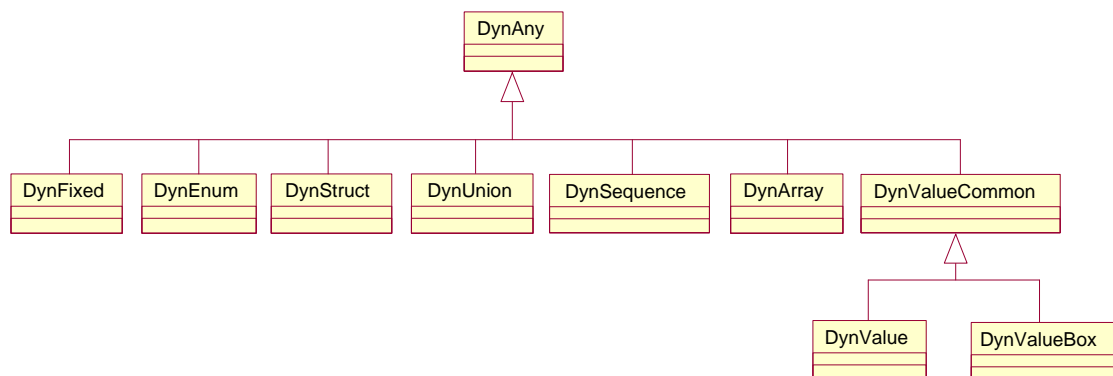 DynAny
DynFixed
DynEnum
DynStruct
DynUnion
DynSequence
DynArray
DynValueCommon
DynValue
DynValueBox